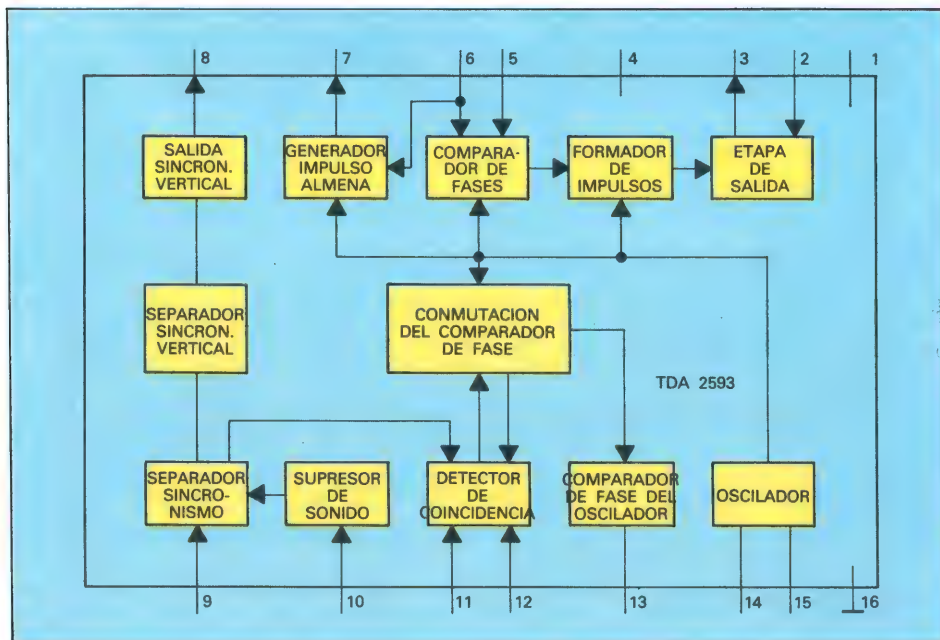 8
7
6
5
4
3
2
1
SALIDA
SINCRON.
VERTICAL
GENERADOR
IMPULSO
ALMENA
COMPARA-
DOR DE
FASES
FORMADOR
DE
IMPULSOS
ETAPA
DE
SALIDA
SEPARADOR
SINCRON.
VERTICAL
CONMUTACION
DEL COMPARADOR
DE FASE
TDA 2593
SEPARADOR
SINCRO-
NISMO
SUPRESOR
DE
SONIDO
DETECTOR
DE
COINCIDENCIA
COMPARADOR
DE FASE DEL
OSCILADOR
OSCILADOR
9
10
11
12
13
14
15
16